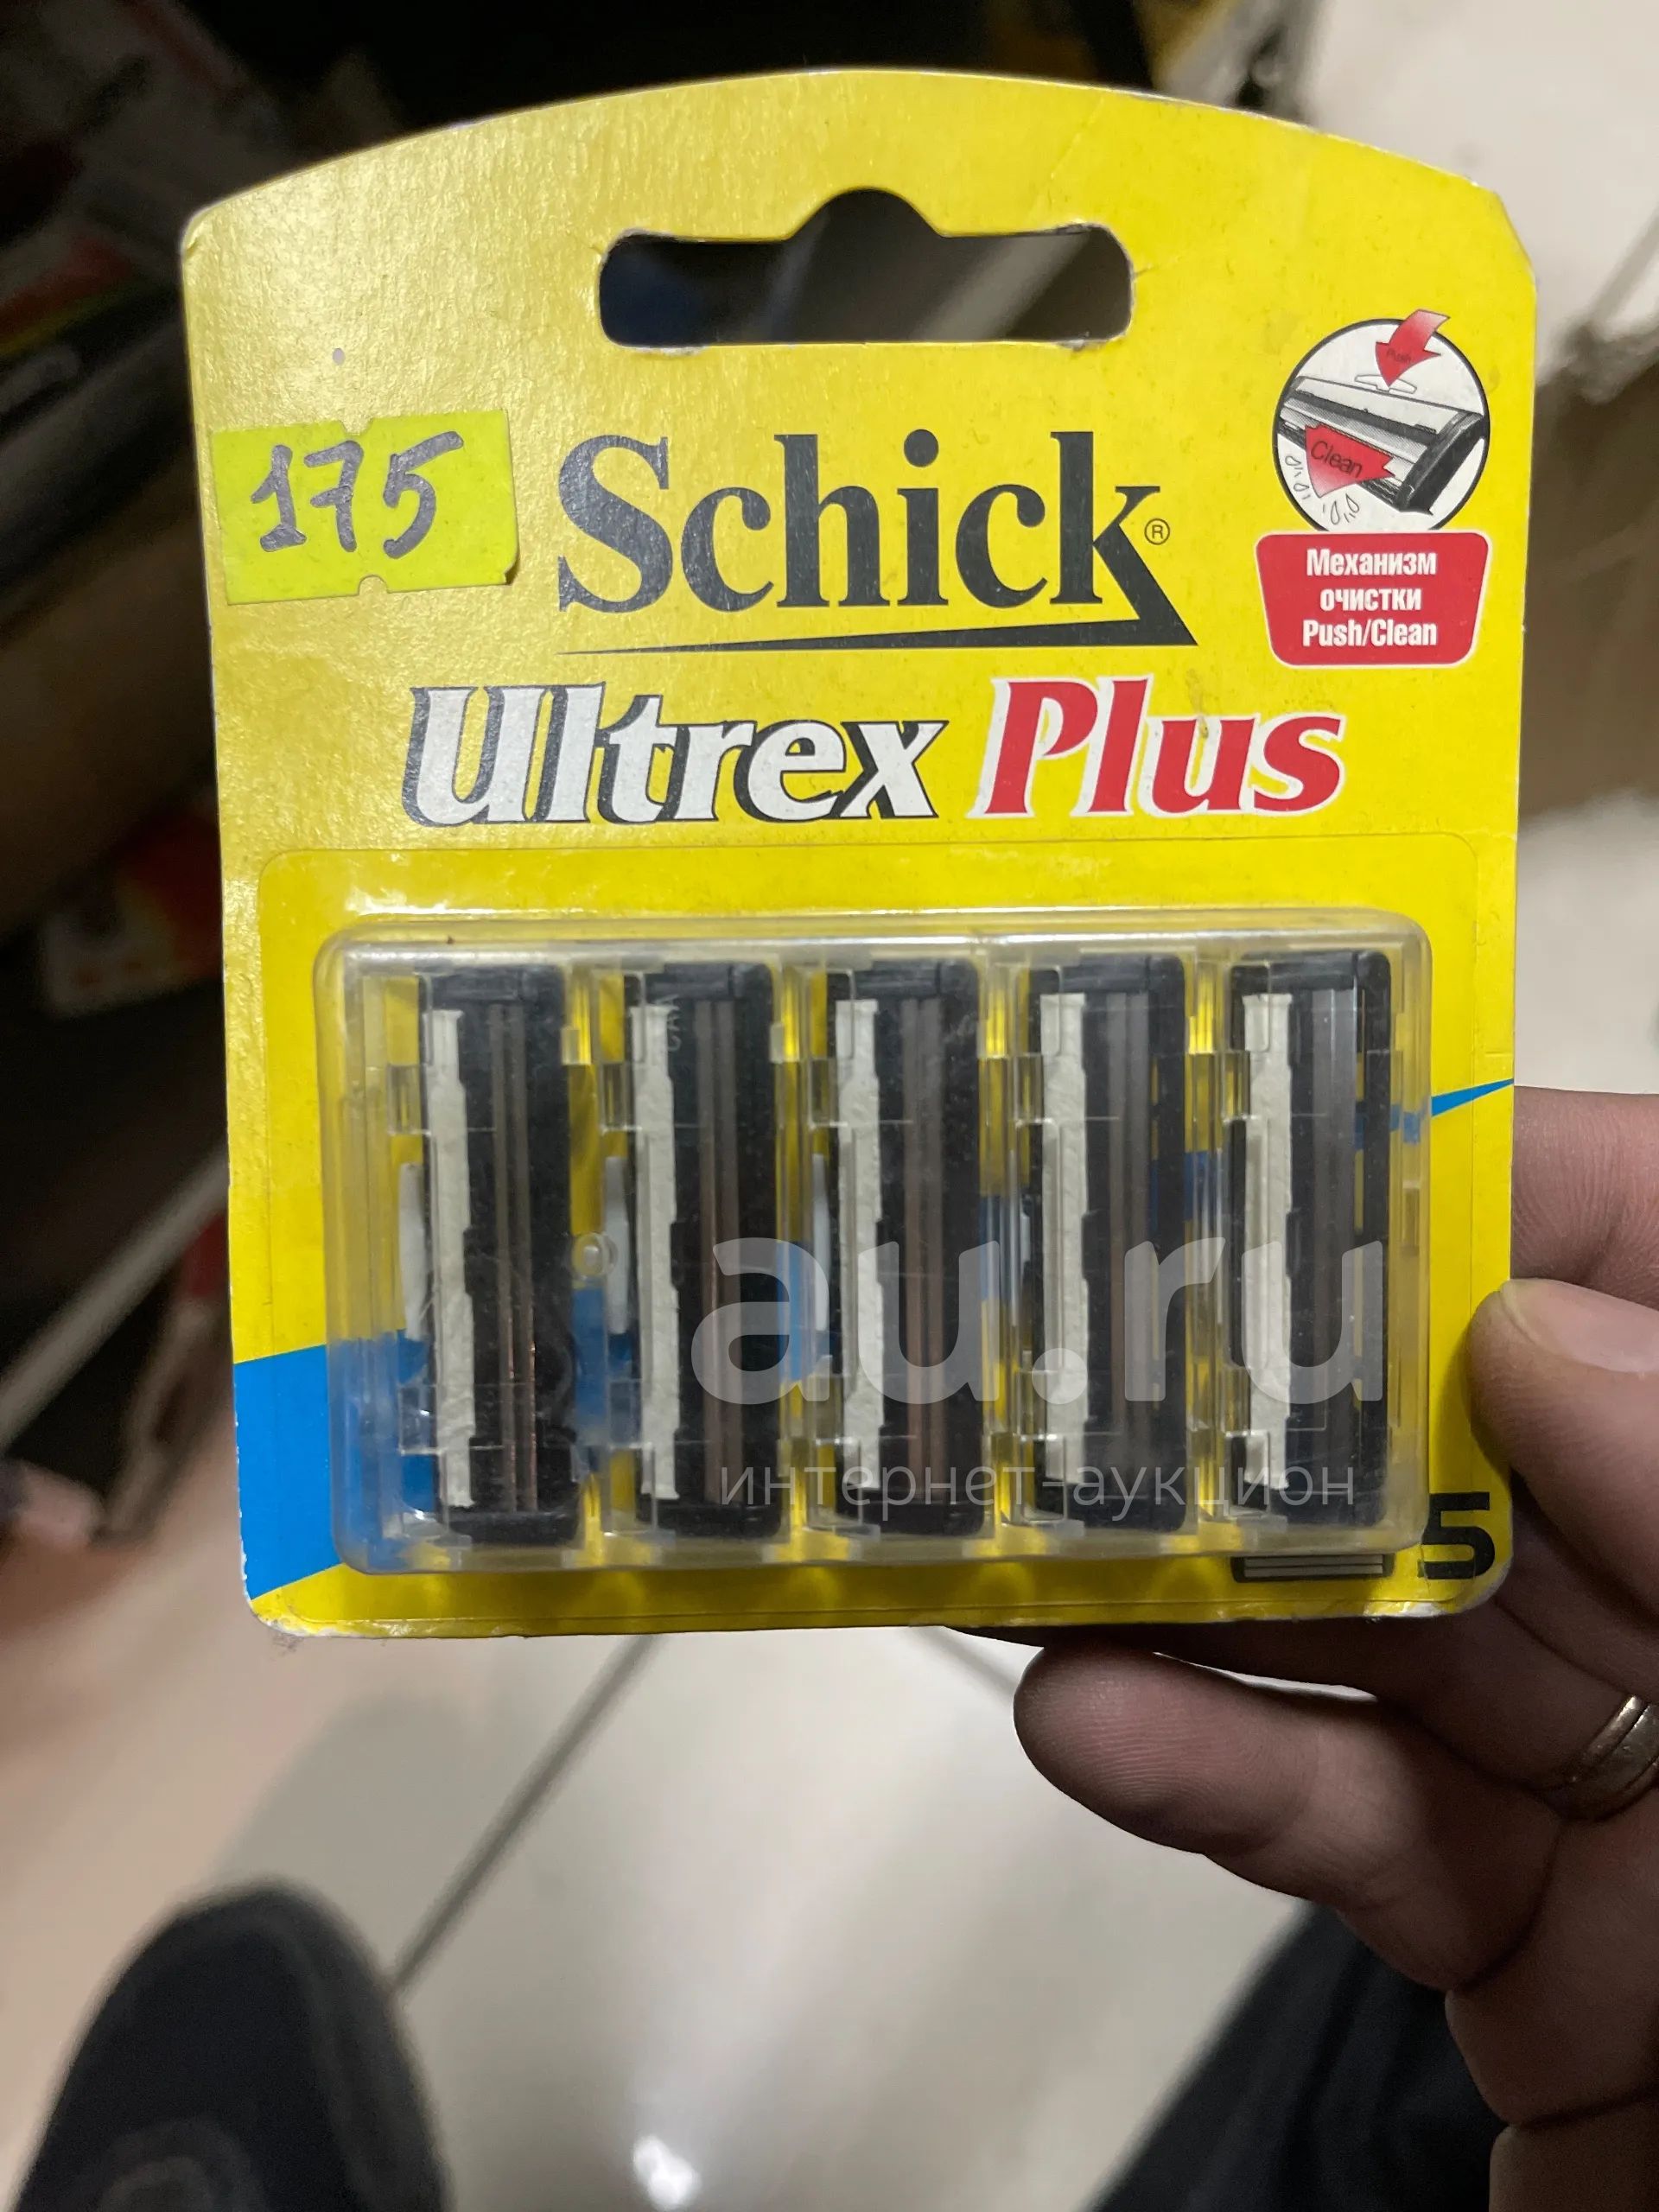 Push
Clean
175
Schick®
Механизм
очистки
Push/Clean
Ultrex Plus
au.ru
интернет-аукцион
5